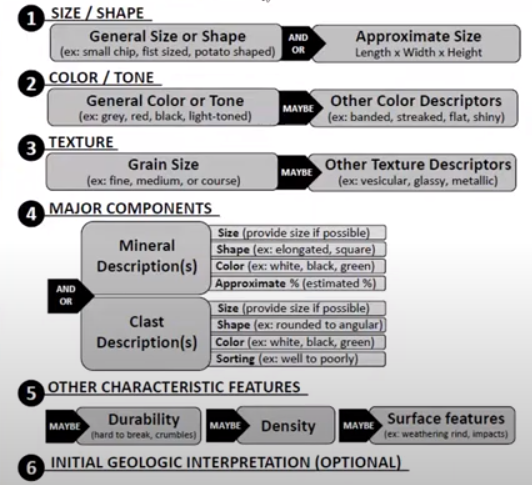 1 SIZE / SHAPE
General Size or Shape
(ex: small chip, fist sized, potato shaped)
AND
OR
Approximate Size
Length x Width x Height
2 COLOR / TONE
General Color or Tone
(ex: grey, red, black, light-toned)
MAYBE
Other Color Descriptors
(ex: banded, streaked, flat, shiny)
3 TEXTURE
Grain Size
(ex: fine, medium, or course)
MAYBE
Other Texture Descriptors
(ex: vesicular, glassy, metallic)
4 MAJOR COMPONENTS
AND
OR
Mineral
Description(s)
Size (provide size if possible)
Shape (ex: elongated, square)
Color (ex: white, black, green)
Approximate % (estimated %)
Clast
Description(s)
Size (provide size if possible)
Shape (ex: rounded to angular)
Color (ex: white, black, green)
Sorting (ex: well to poorly)
5 OTHER CHARACTERISTIC FEATURES
MAYBE
Durability
(hard to break, crumbles)
MAYBE
Density
MAYBE
Surface features
(ex: weathering rind, impacts)
6 INITIAL GEOLOGIC INTERPRETATION (OPTIONAL)